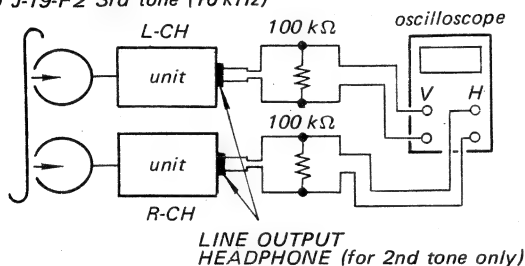 J-19-F2 3rd tone (10 kHz)
L-CH
oscilloscope
100 kΩ
unit
V H
100 kΩ
unit
R-CH
LINE OUTPUT
HEADPHONE (for 2nd tone only)